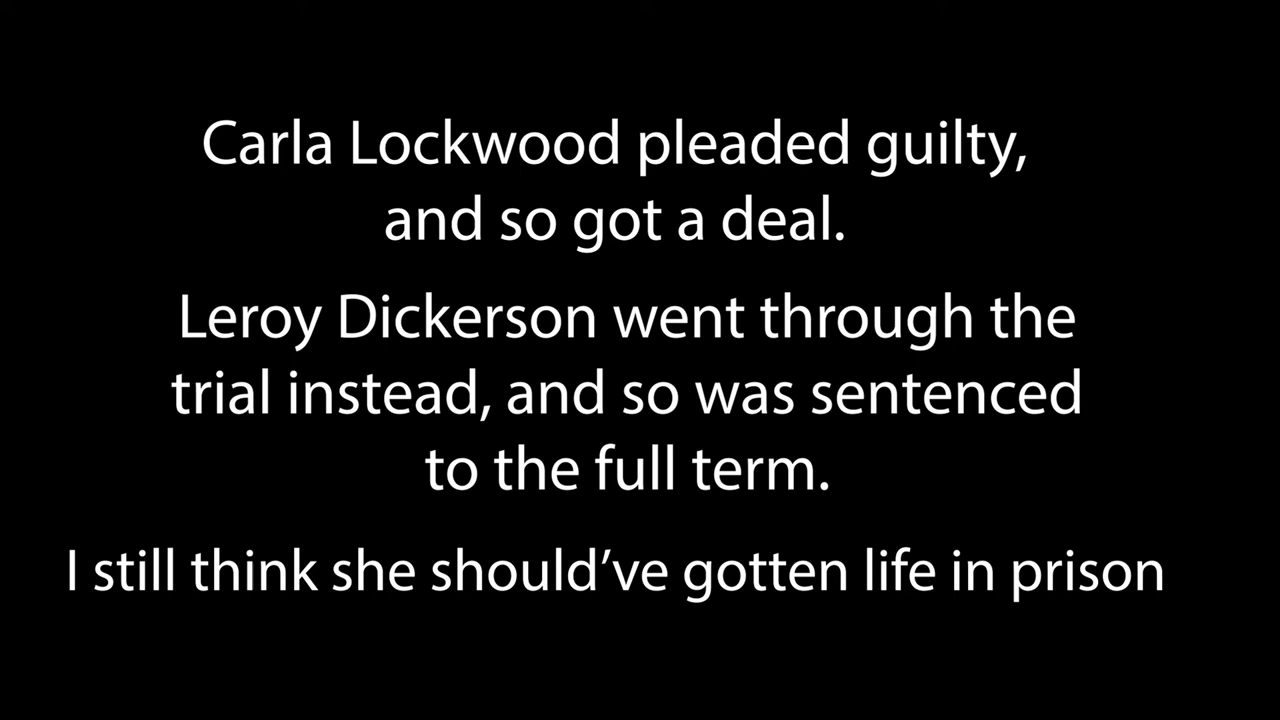 Carla Lockwood pleaded guilty,
and so got a deal.
Leroy Dickerson went through the
trial instead, and so was sentenced
to the full term.
I still think she should’ve gotten life in prison